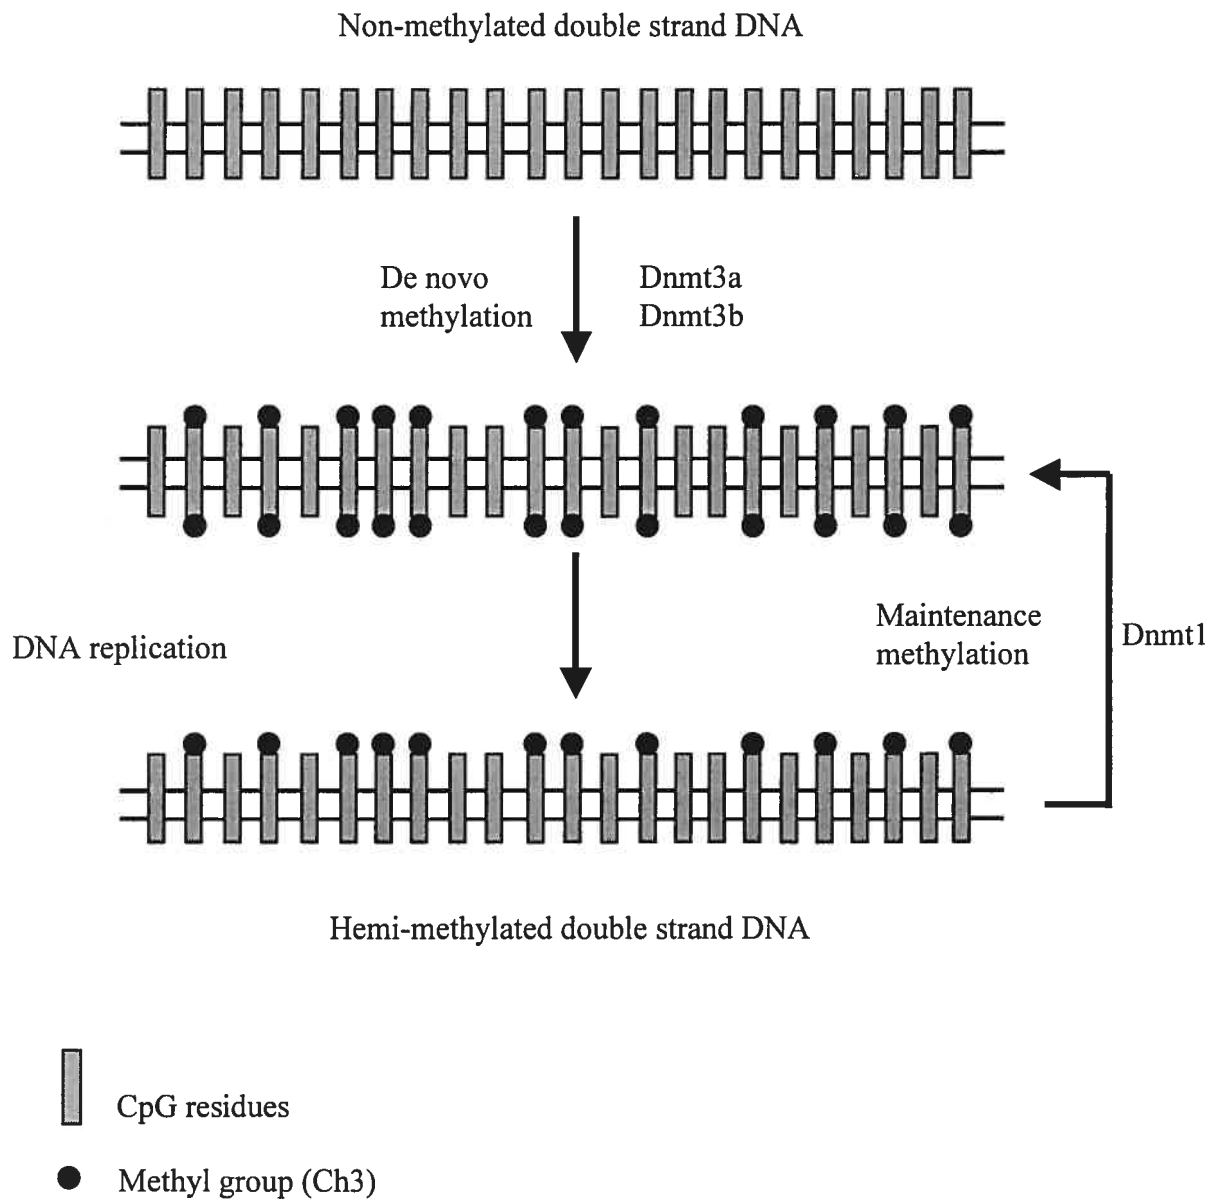 Non-methylated double strand DNA
De novo
methylation
Dnmt3a
Dnmt3b
DNA replication
Maintenance
methylation
Dnmt1
Hemi-methylated double strand DNA
CpG residues
Methyl group (Ch3)